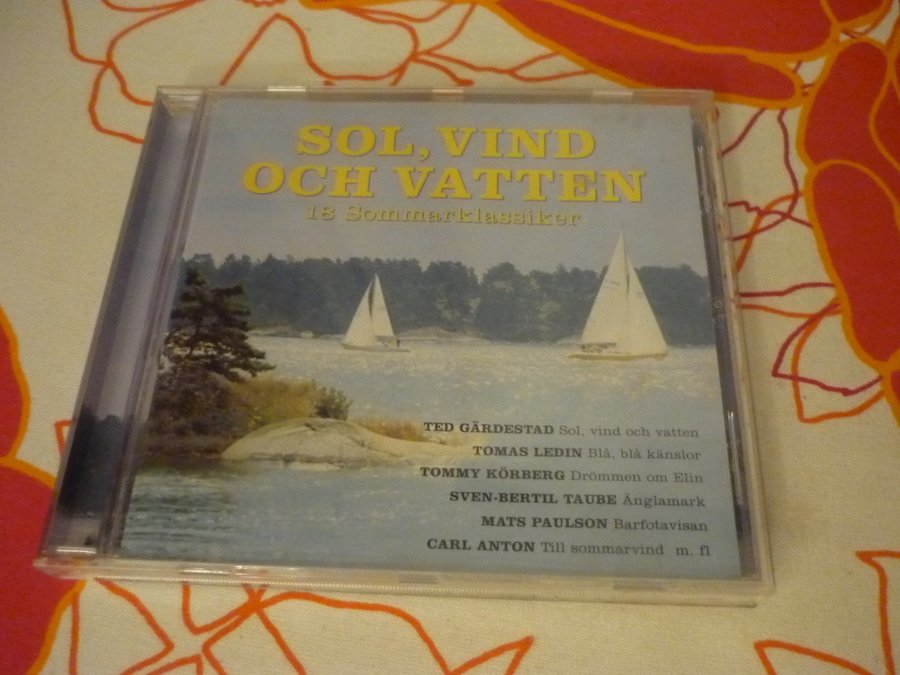 SOL, VIND
OCH VATTEN
18 Sommarklassiker
TED GÄRDESTAD Sol, vind och vatten
TOMAS LEDIN Blå, blå känslor
TOMMY KÖRBERG Drömmen om Elin
SVEN-BERTIL TAUBE Änglamark
MATS PAULSON Barfotavisan
CARL ANTON Till sommarvind m. fl